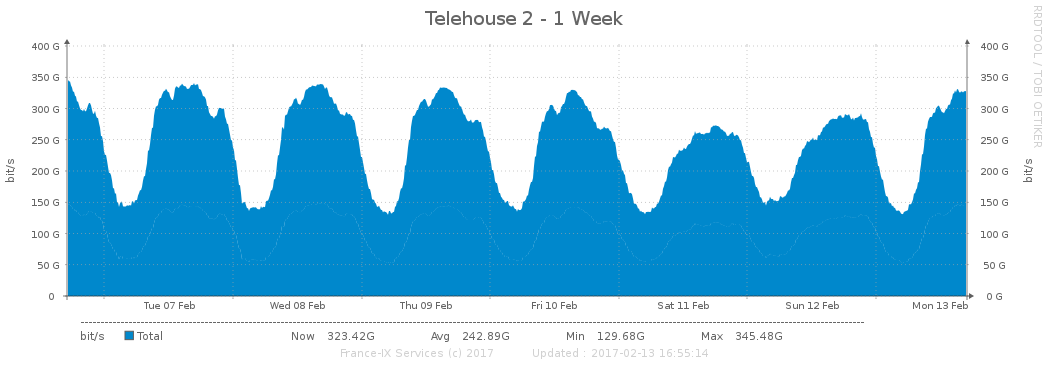 Telehouse 2 - 1 Week
RRDTOOL / TOBI OETIKER
bit/s
400 G 400 G
350 G 350 G
300 G 300 G
250 G 250 G
200 G 200 G
150 G 150 G
100 G 100 G
50 G 50 G
0 0 G
bit/s
Tue 07 Feb Wed 08 Feb Thu 09 Feb Fri 10 Feb Sat 11 Feb Sun 12 Feb Mon 13 Feb
bit/s Total Now 323.42G Avg 242.89G Min 129.68G Max 345.48G
France-IX Services (c) 2017 Updated : 2017-02-13 16:55:14